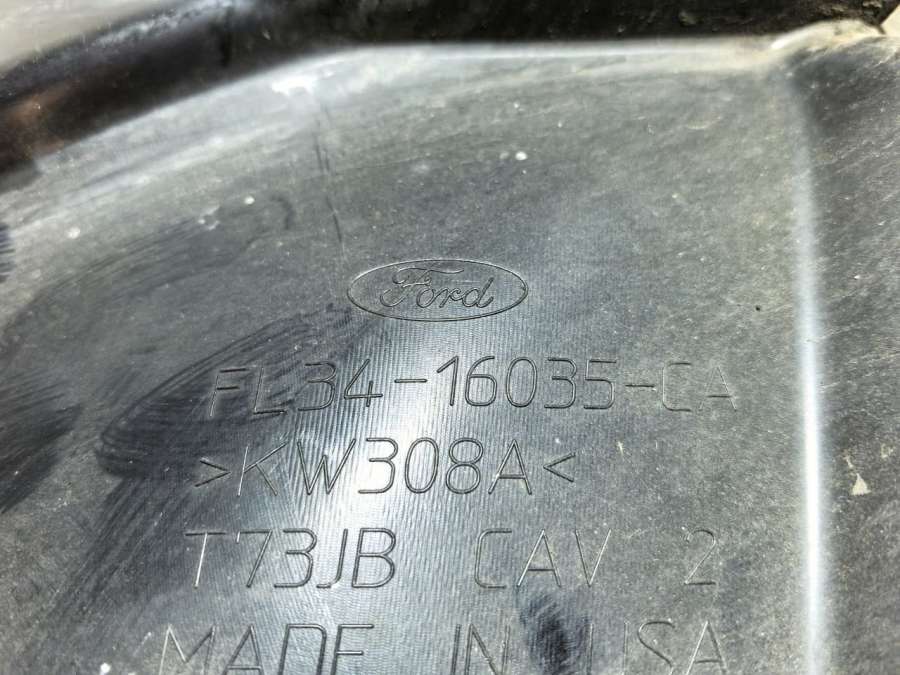 Ford
FL34-16035-CA
>KW308A<
T73JB CAV 2
MADE IN USA